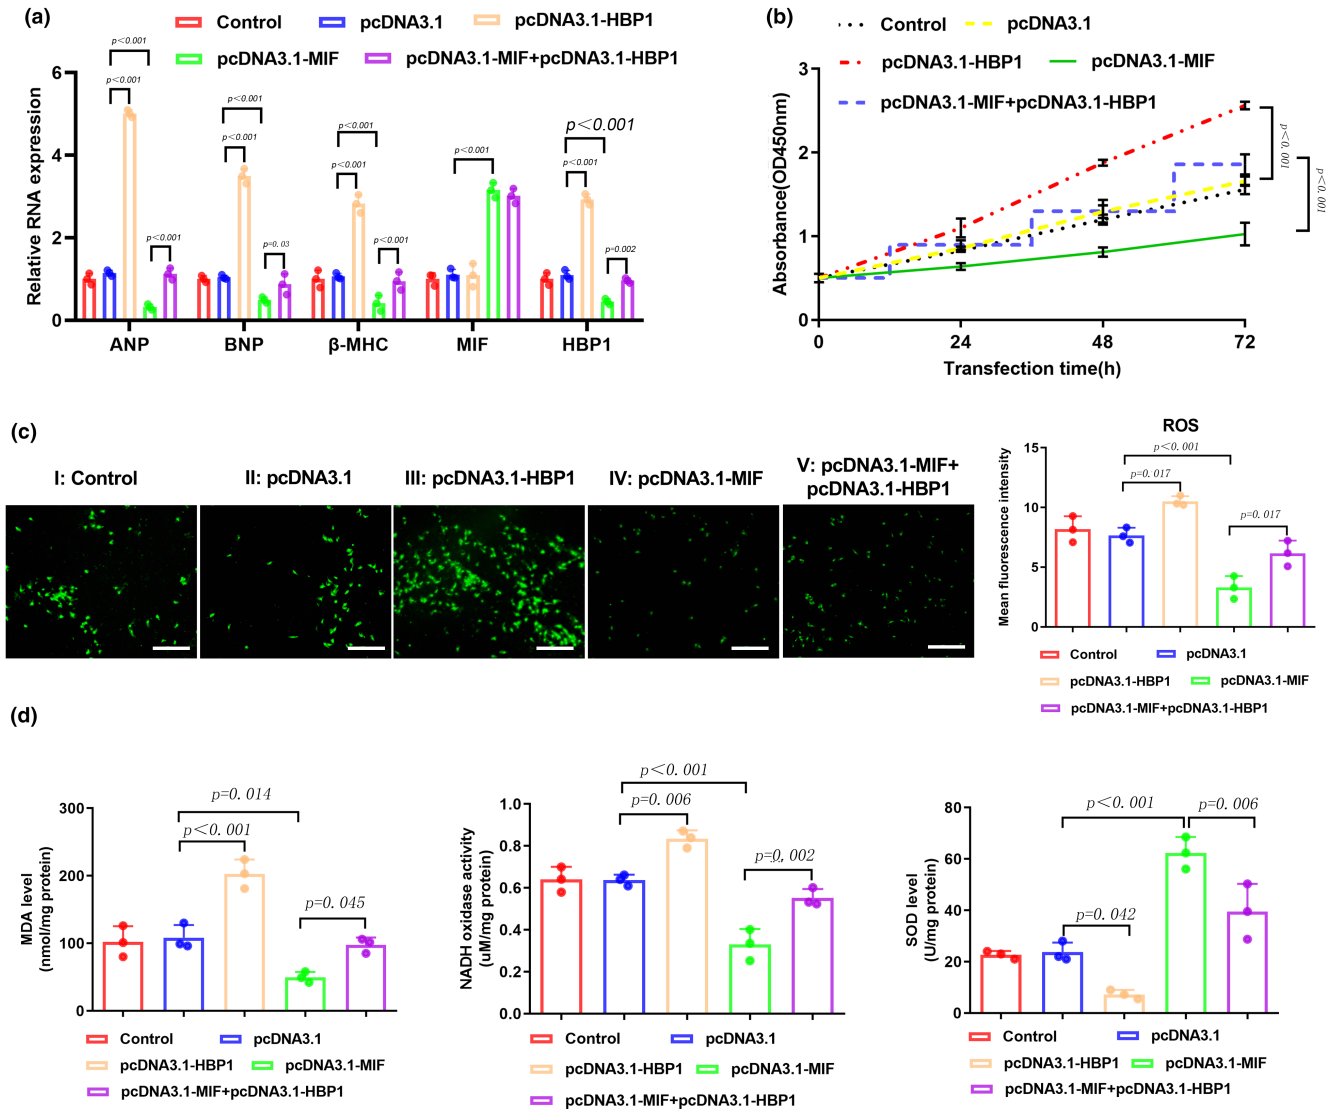 (a)
Control
pcDNA3.1
pcDNA3.1-HBP1
pcDNA3.1-MIF
pcDNA3.1-MIF+pcDNA3.1-HBP1
Relative RNA expression
6
4
2
0
p<0.001
p<0.001
p<0.001
p<0.001
p<0.001
p=0.03
p<0.001
p<0.001
p<0.001
p<0.001
p<0.001
p<0.001
p=0.002
ANP
BNP
β-MHC
MIF
HBP1
(b)
Control
pcDNA3.1
pcDNA3.1-HBP1
pcDNA3.1-MIF
pcDNA3.1-MIF+pcDNA3.1-HBP1
Absorbance(OD450nm)
3
2
1
0
p<0.001
p<0.001
0
24
48
72
Transfection time(h)
(c)
I: Control
II: pcDNA3.1
III: pcDNA3.1-HBP1
IV: pcDNA3.1-MIF
V: pcDNA3.1-MIF+
pcDNA3.1-HBP1
ROS
Mean fluorescence intensity
15
10
5
0
p<0.001
p=0.017
p=0.017
Control
pcDNA3.1
pcDNA3.1-HBP1
pcDNA3.1-MIF
pcDNA3.1-MIF+pcDNA3.1-HBP1
(d)
MDA level
(nmol/mg protein)
300
200
100
0
p=0.014
p<0.001
p=0.045
Control
pcDNA3.1
pcDNA3.1-HBP1
pcDNA3.1-MIF
pcDNA3.1-MIF+pcDNA3.1-HBP1
NADH oxidase activity
(uM/mg protein)
1.0
0.8
0.6
0.4
0.2
0.0
p<0.001
p=0.006
p=0,002
Control
pcDNA3.1
pcDNA3.1-HBP1
pcDNA3.1-MIF
pcDNA3.1-MIF+pcDNA3.1-HBP1
SOD level
(U/mg protein)
80
60
40
20
0
p<0.001
p=0.006
p=0.042
Control
pcDNA3.1
pcDNA3.1-HBP1
pcDNA3.1-MIF
pcDNA3.1-MIF+pcDNA3.1-HBP1